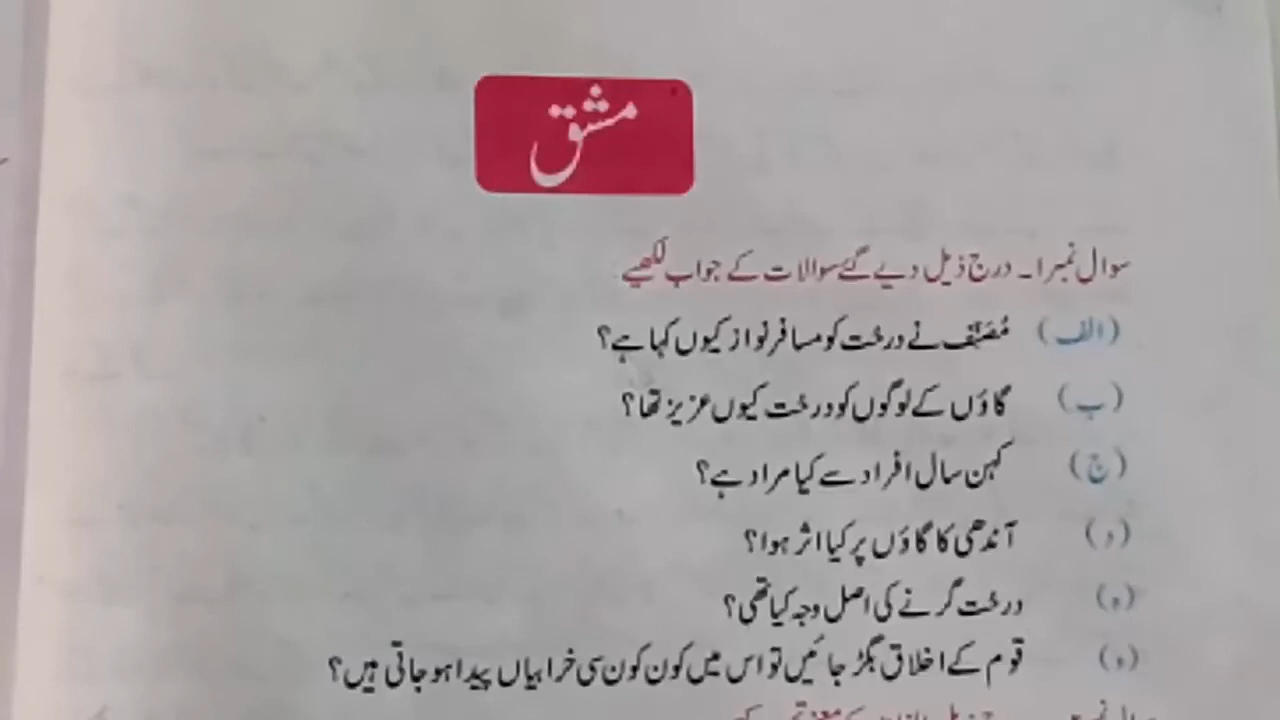 مشق
سوال نمبر ۱۔ درج ذیل دیے گئے سوالات کے جواب لکھیے
(الف) مُصَنِّف نے درخت کو مسافر نواز کیوں کہا ہے؟
(ب) گاؤں کے لوگوں کو درخت کیوں عزیز تھا؟
(ج) کہن سال افراد سے کیا مراد ہے؟
(د) آندھی کا گاؤں پر کیا اثر ہوا؟
(ہ) درخت گرنے کی اصل وجہ کیا تھی؟
(و) قوم کے اخلاق بگڑ جائیں تو اس میں کون کون سی خرابیاں پیدا ہو جاتی ہیں؟